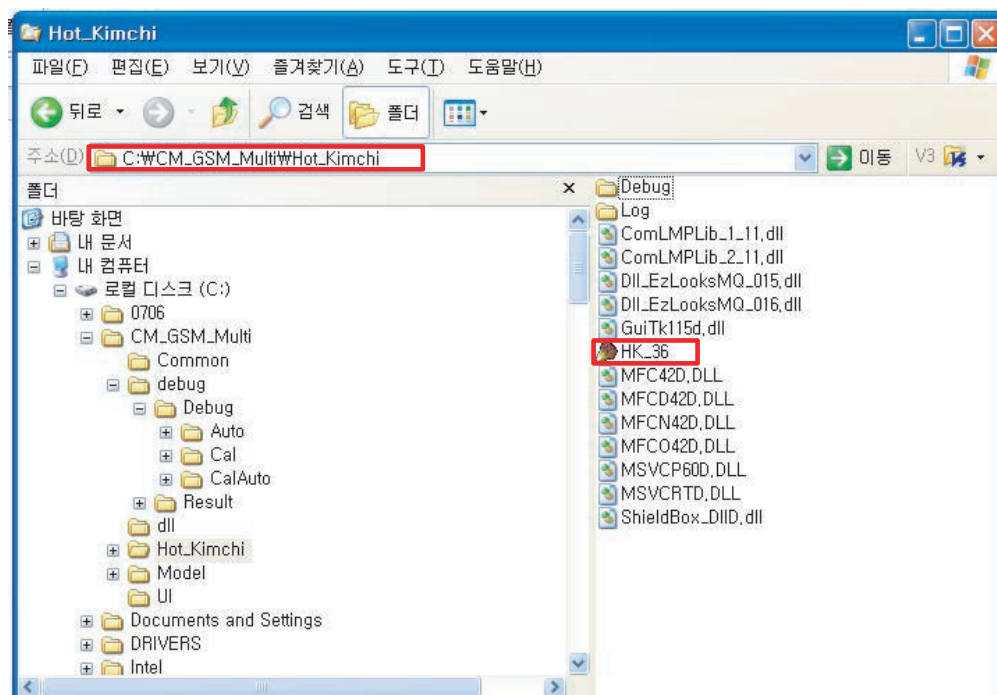 Hot_Kimchi
파일(F) 편집(E) 보기(V) 즐겨찾기(A) 도구(T) 도움말(H)
뒤로 검색 폴더
주소(D) C:₩CM_GSM_Multi₩Hot_Kimchi 이동 V3
폴더
바탕 화면
내 문서
내 컴퓨터
로컬 디스크 (C:)
0706
CM_GSM_Multi
Common
debug
Debug
Auto
Cal
CalAuto
Result
dll
Hot_Kimchi
Model
UI
Documents and Settings
DRIVERS
Intel
Debug
Log
ComLMPLib_1_11.dll
ComLMPLib_2_11.dll
Dll_EzLooksMQ_015.dll
Dll_EzLooksMQ_016.dll
GuiTk115d.dll
HK_36
MFC42D.DLL
MFCD42D.DLL
MFCN42D.DLL
MFCO42D.DLL
MSVCP60D.DLL
MSVCRTD.DLL
ShieldBox_DllD.dll